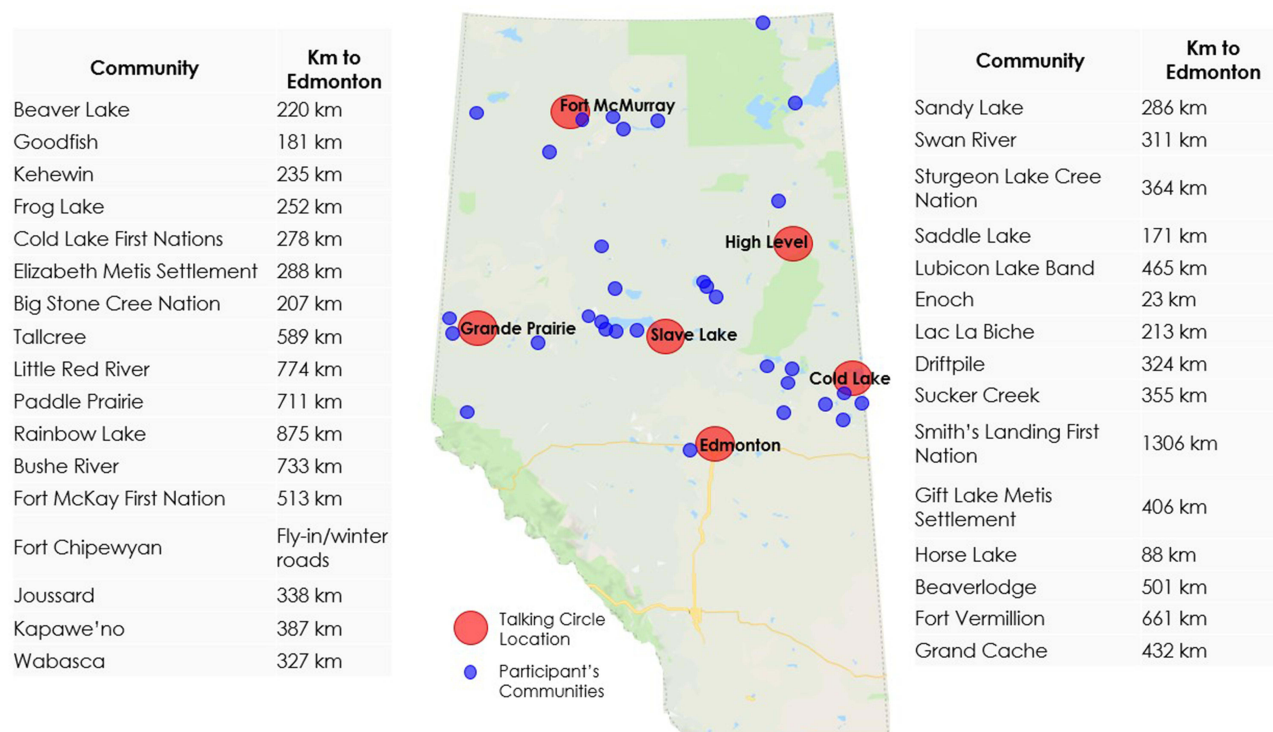 Community Km to Edmonton
Beaver Lake 220 km
Goodfish 181 km
Kehewin 235 km
Frog Lake 252 km
Cold Lake First Nations 278 km
Elizabeth Metis Settlement 288 km
Big Stone Cree Nation 207 km
Tallcree 589 km
Little Red River 774 km
Paddle Prairie 711 km
Rainbow Lake 875 km
Bushe River 733 km
Fort McKay First Nation 513 km
Fort Chipewyan Fly-in/winter roads
Joussard 338 km
Kapawe’no 387 km
Wabasca 327 km
Fort McMurray
High Level
Grande Prairie
Slave Lake
Cold Lake
Edmonton
Talking Circle
Location
Participant’s
Communities
Community Km to Edmonton
Sandy Lake 286 km
Swan River 311 km
Sturgeon Lake Cree Nation 364 km
Saddle Lake 171 km
Lubicon Lake Band 465 km
Enoch 23 km
Lac La Biche 213 km
Driftpile 324 km
Sucker Creek 355 km
Smith’s Landing First Nation 1306 km
Gift Lake Metis Settlement 406 km
Horse Lake 88 km
Beaverlodge 501 km
Fort Vermillion 661 km
Grand Cache 432 km